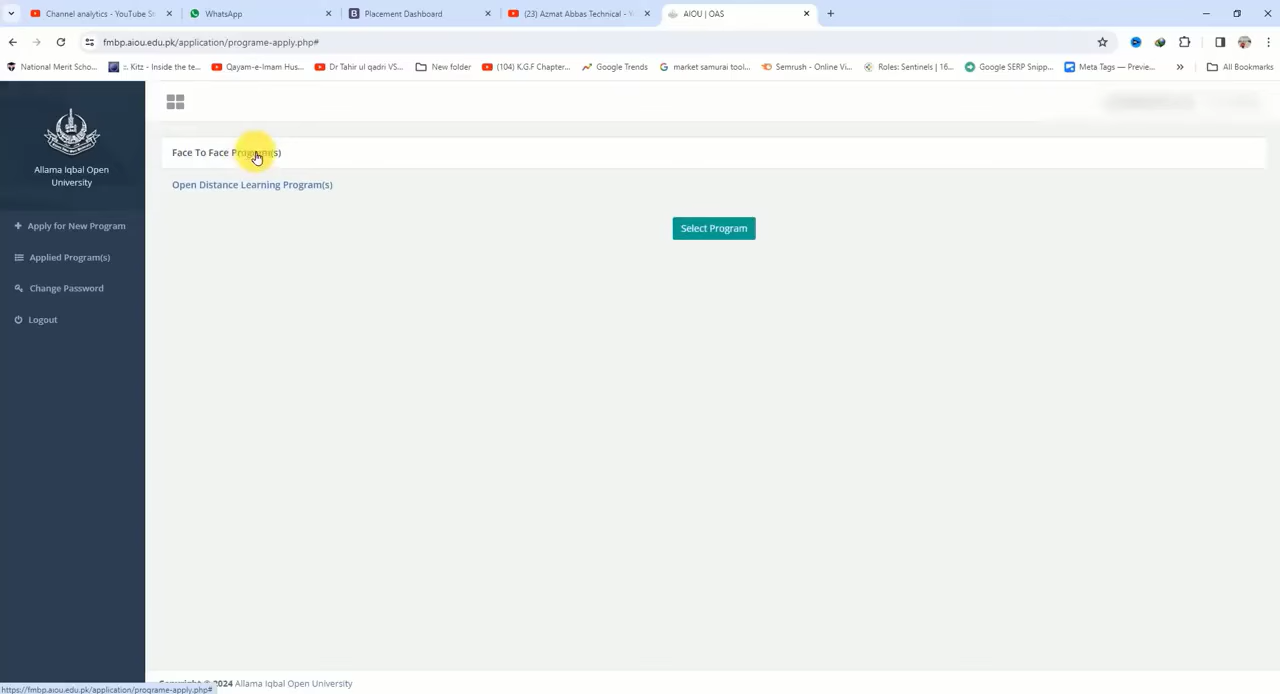 Channel analytics - YouTube St
WhatsApp
Placement Dashboard
(23) Azmat Abbas Technical - Y
AIOU | OAS
fmbp.aiou.edu.pk/application/programe-apply.php#
National Merit Scho...
:. Kitz - Inside the te...
Qayam-e-Imam Hus...
Dr Tahir ul qadri VS...
New folder
(104) K.G.F Chapter...
Google Trends
market samurai tool...
Semrush - Online Vi...
Roles: Sentinels | 16...
Google SERP Snipp...
Meta Tags — Previe...
All Bookmarks
Allama Iqbal Open
University
Apply for New Program
Applied Program(s)
Change Password
Logout
Face To Face Program(s)
Open Distance Learning Program(s)
Select Program
Copyright © 2024 Allama Iqbal Open University
https://fmbp.aiou.edu.pk/application/programe-apply.php#